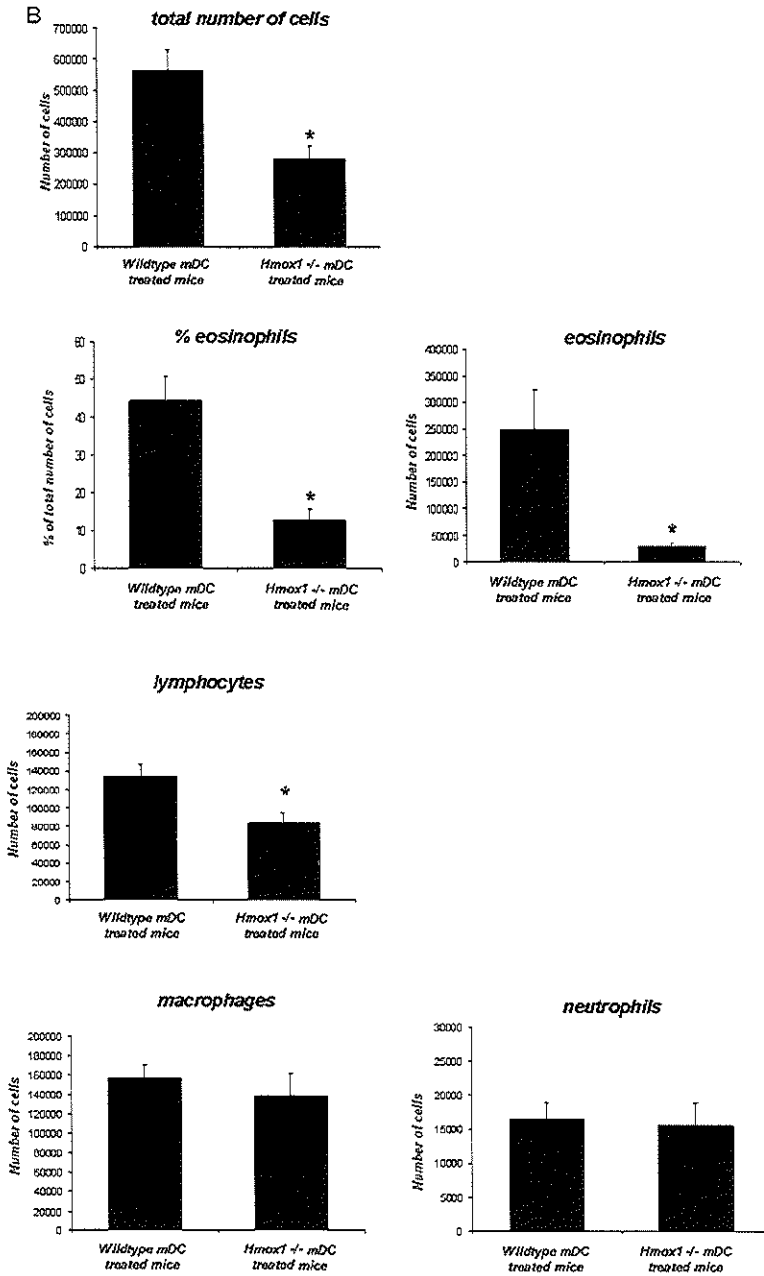 B
total number of cells
700000
600000
500000
400000
300000
200000
100000
0
Number of cells
*
Wildtype mDC
treated mice
Hmox1 -/- mDC
treated mice
% eosinophils
60
50
40
30
20
10
0
% of total number of cells
*
Wildtype mDC
treated mice
Hmox1 -/- mDC
treated mice
eosinophils
400000
350000
300000
250000
200000
150000
100000
50000
0
Number of cells
*
Wildtype mDC
treated mice
Hmox1 -/- mDC
treated mice
lymphocytes
200000
180000
160000
140000
120000
100000
80000
60000
40000
20000
0
Number of cells
*
Wildtype mDC
treated mice
Hmox1 -/- mDC
treated mice
macrophages
200000
180000
160000
140000
120000
100000
80000
60000
40000
20000
0
Number of cells
Wildtype mDC
treated mice
Hmox1 -/- mDC
treated mice
neutrophils
30000
25000
20000
15000
10000
5000
0
Number of cells
Wildtype mDC
treated mice
Hmox1 -/- mDC
treated mice